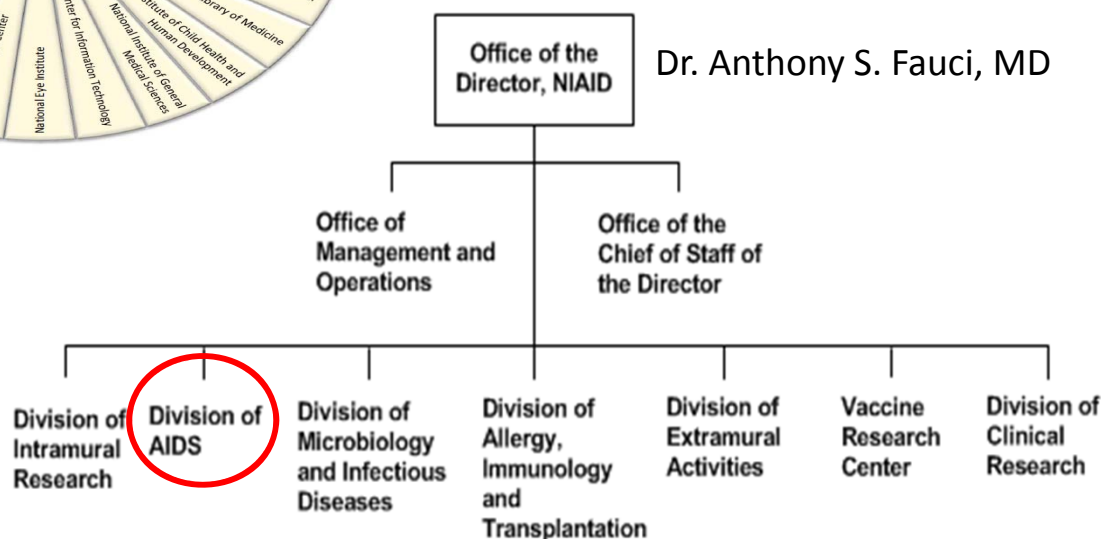 Library of Medicine
Institute of Child Health and
Human Development
National Institute of General
Medical Sciences
Center for Information Technology
National Eye Institute
Center
Office of the
Director, NIAID
Dr. Anthony S. Fauci, MD
Office of
Management and
Operations
Office of the
Chief of Staff of
the Director
Division of
Intramural
Research
Division of
AIDS
Division of
Microbiology
and Infectious
Diseases
Division of
Allergy,
Immunology
and
Transplantation
Division of
Extramural
Activities
Vaccine
Research
Center
Division of
Clinical
Research